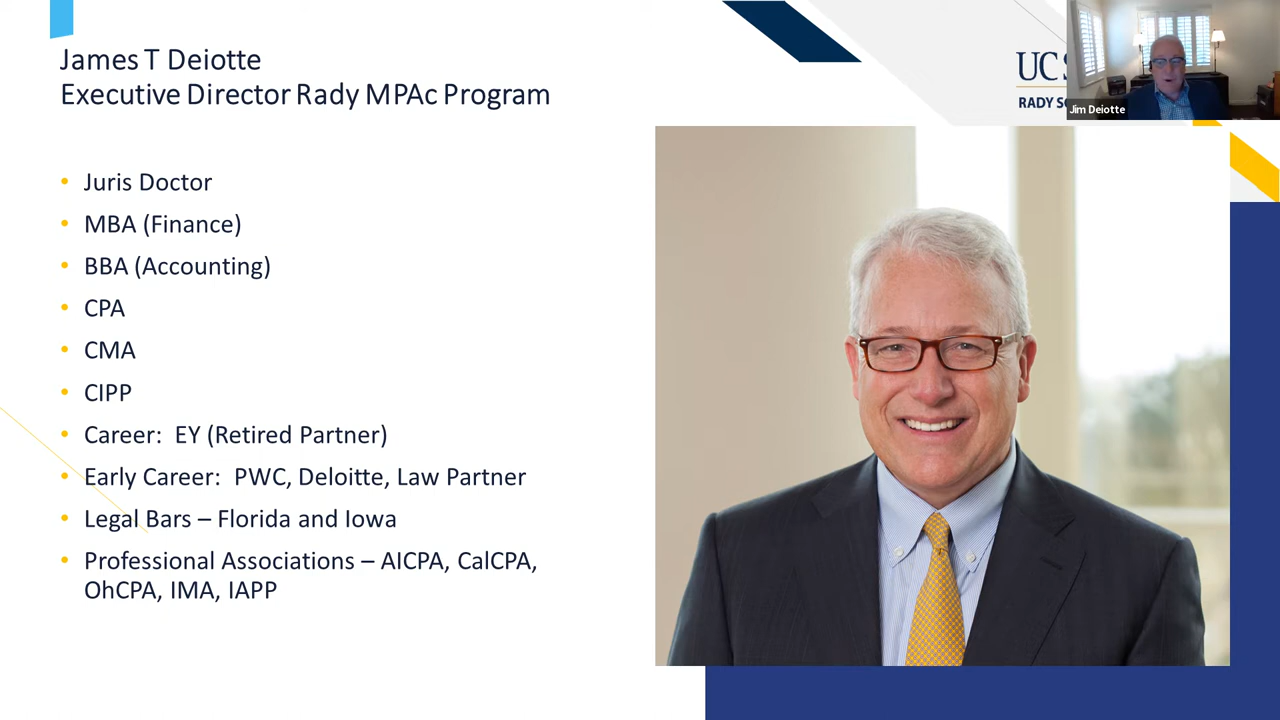 James T Deiotte
Executive Director Rady MPAc Program
UC
RADY
Jim Deiotte
• Juris Doctor
• MBA (Finance)
• BBA (Accounting)
• CPA
• CMA
• CIPP
• Career:  EY (Retired Partner)
• Early Career:  PWC, Deloitte, Law Partner
• Legal Bars – Florida and Iowa
• Professional Associations – AICPA, CalCPA,
OhCPA, IMA, IAPP